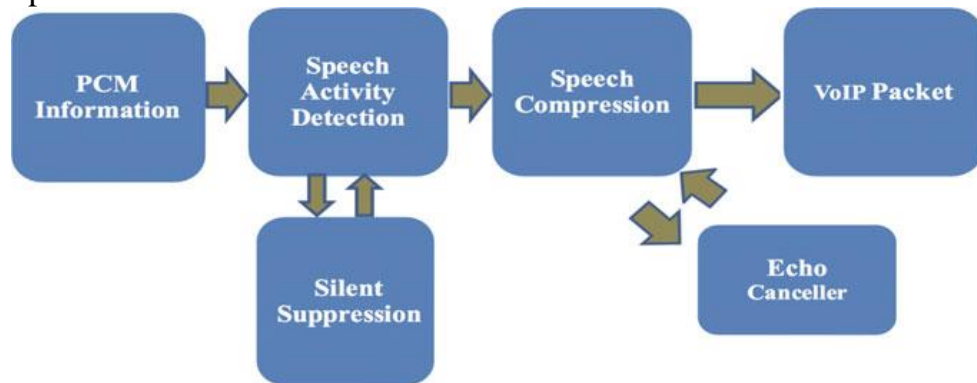 PCM
Information
Speech
Activity
Detection
Speech
Compression
VoIP Packet
Silent
Suppression
Echo
Canceller